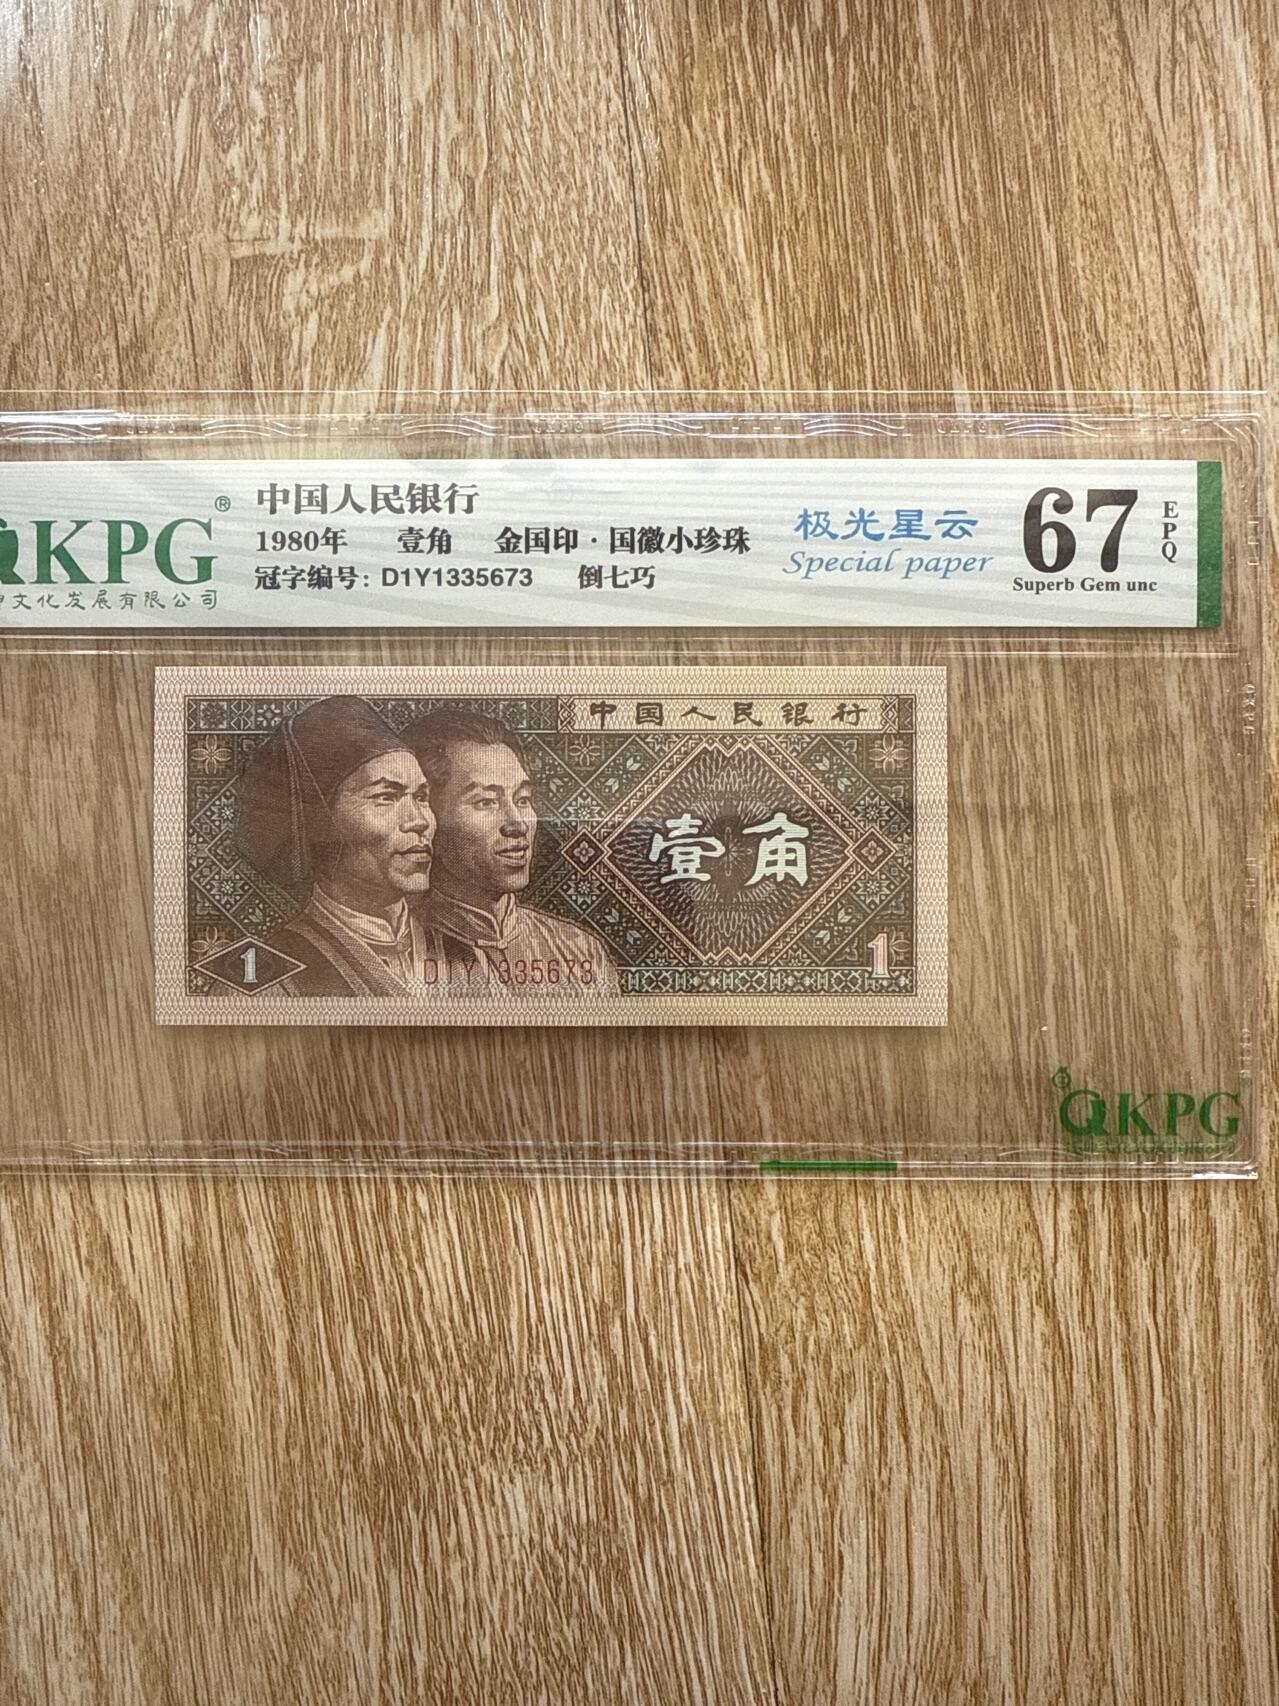 QKPG®
文化发展有限公司
中国人民银行
1980年 壹角 金国印·国徽小珍珠
冠字编号: D1Y1335673 倒七巧
极光星云
Special paper
67
EPQ
Superb Gem unc
中国人民银行
壹角
1
D1Y1335673
1
QKPG